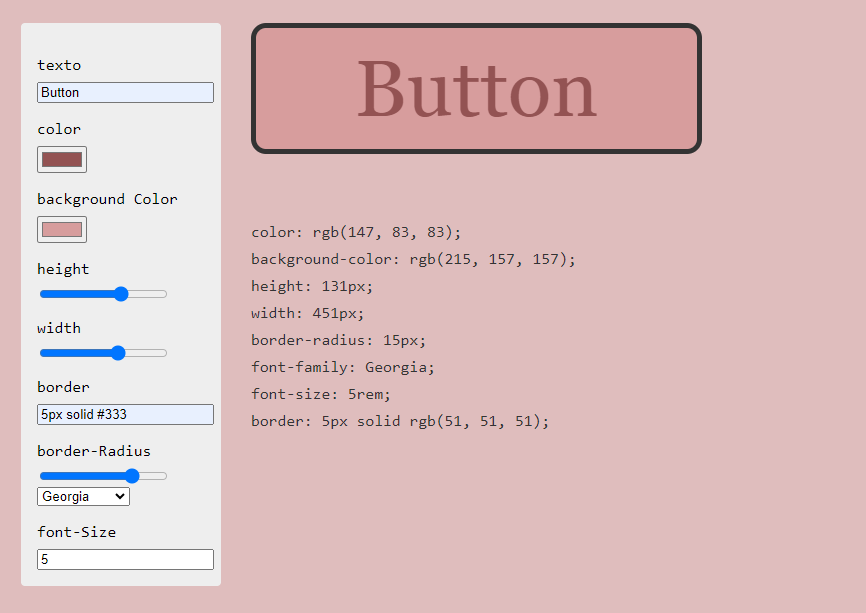 texto
Button
color
background Color
height
width
border
5px solid #333
border-Radius
Georgia
font-Size
5
Button
color: rgb(147, 83, 83);
background-color: rgb(215, 157, 157);
height: 131px;
width: 451px;
border-radius: 15px;
font-family: Georgia;
font-size: 5rem;
border: 5px solid rgb(51, 51, 51);